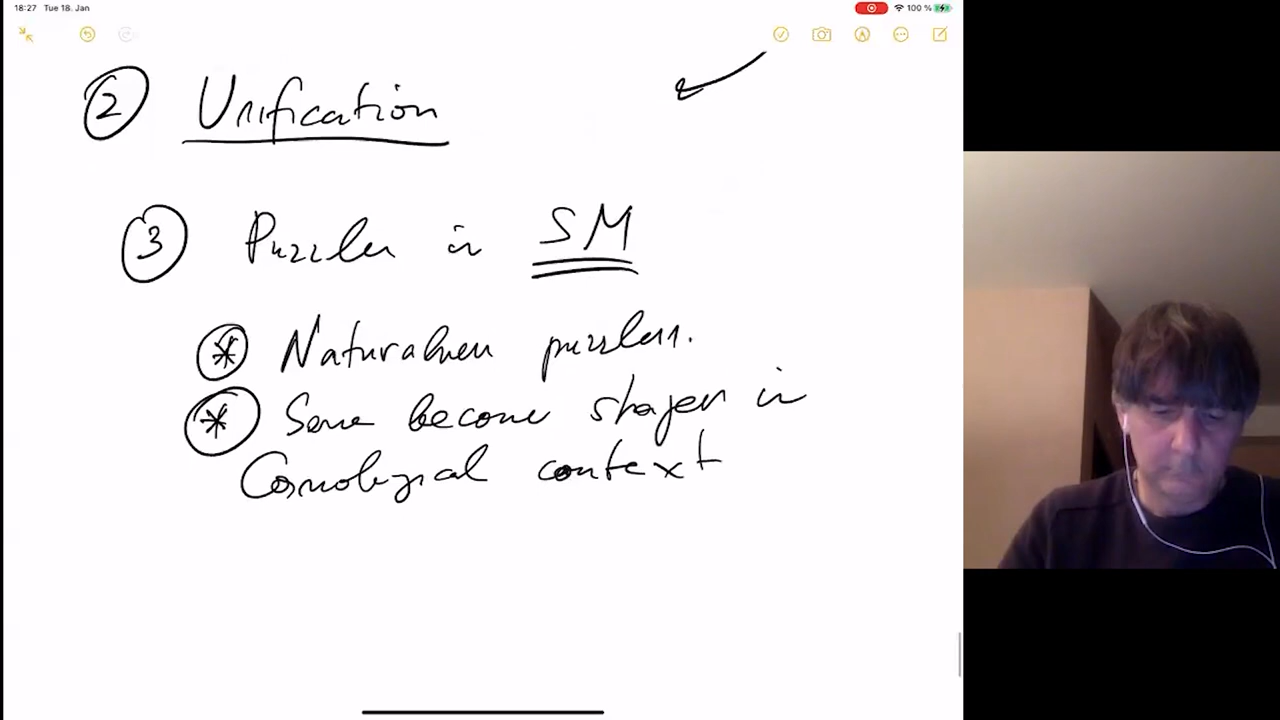 18:27 Tue 18. Jan 100 %
2 Unification
3 Puzzles in SM
* Naturalness puzzles.
* Some become sharper in
Cosmological context